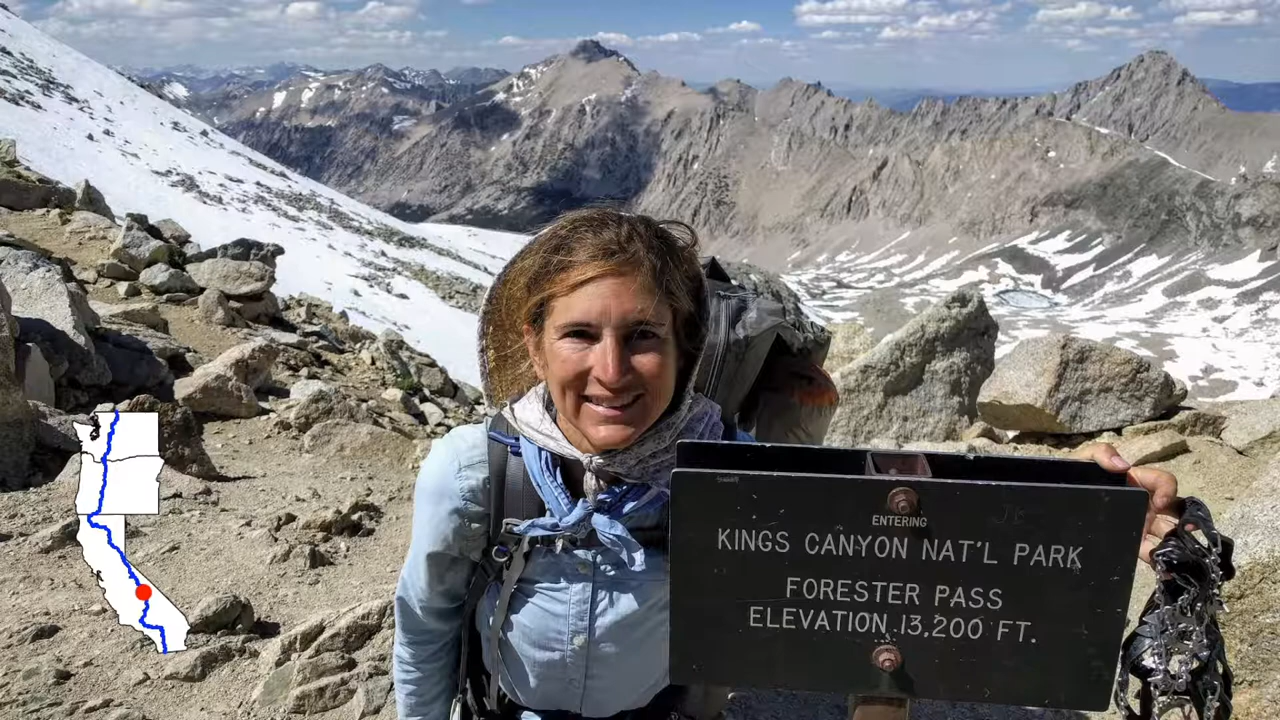 ENTERING
KINGS CANYON NAT'L PARK
FORESTER PASS
ELEVATION 13,200 FT.